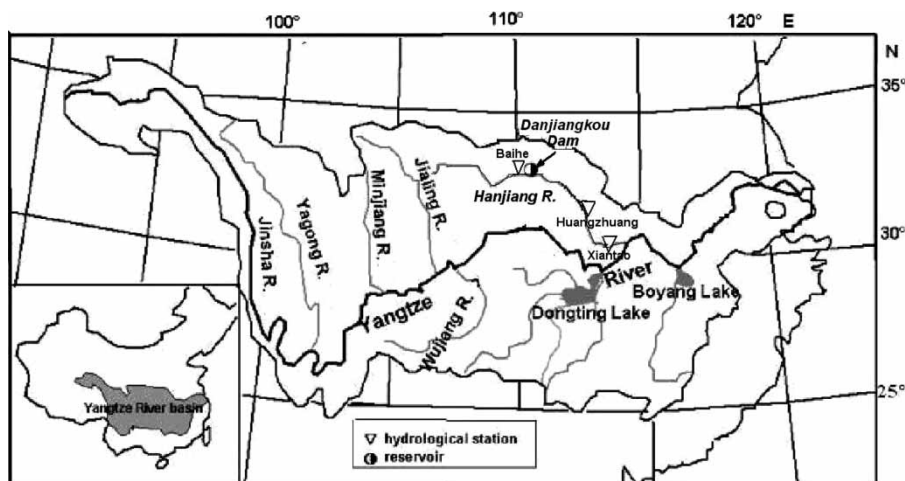 100°
110°
120° E
N
35°
Danjiangkou
Dam
Baihe
Hanjiang R.
Huangzhuang
Xiantao
30°
Jinsha R.
Yagong R.
Minjiang R.
Jialing R.
Yangtze
River
Wujiang R.
Dongting Lake
Boyang Lake
25°
Yangtze River basin
hydrological station
reservoir